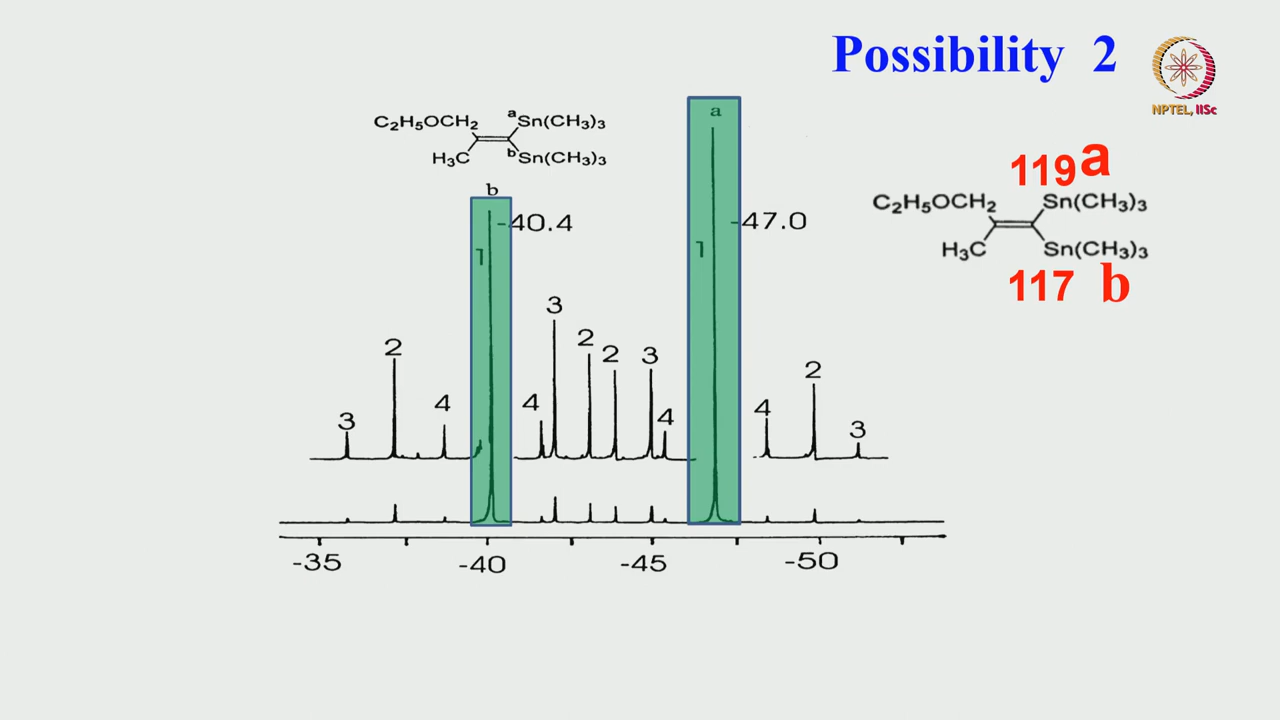 Possibility 2
NPTEL, IISc
C2H5OCH2
aSn(CH3)3
H3C
bSn(CH3)3
a
b
-40.4
-47.0
1
1
119a
C2H5OCH2
Sn(CH3)3
H3C
Sn(CH3)3
117 b
3
2
4
4
3
2
2
3
4
4
2
3
-35
-40
-45
-50